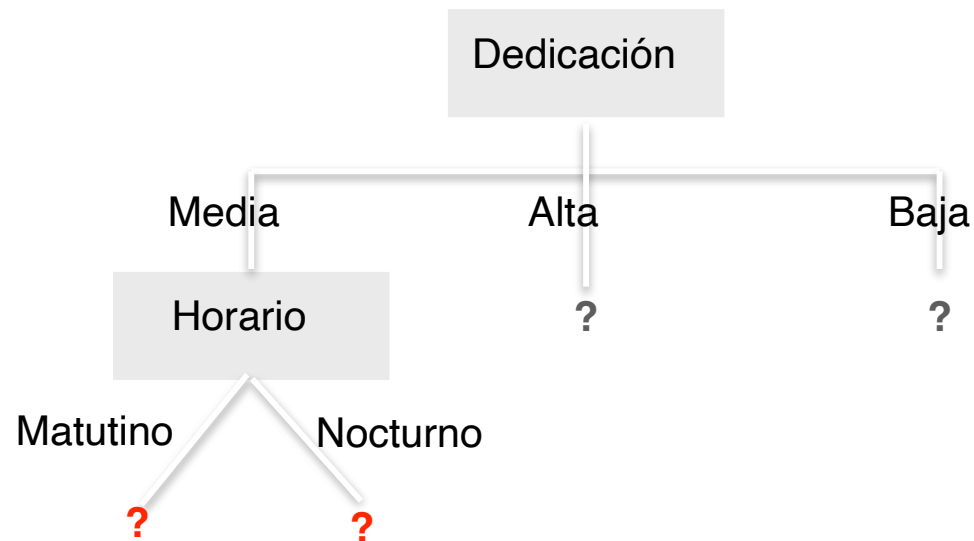 Dedicación
Media
Alta
Baja
Horario
?
?
Matutino
Nocturno
?
?